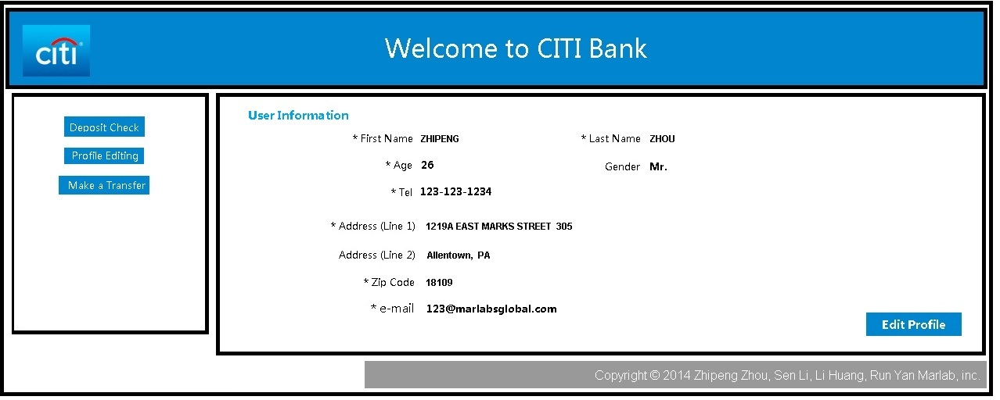 citi
Welcome to CITI Bank
Deposit Check
Profile Editing
Make a Transfer
User Information
* First Name ZHIPENG * Last Name ZHOU
* Age 26 Gender Mr.
* Tel 123-123-1234
* Address (Line 1) 1219A EAST MARKS STREET 305
Address (Line 2) Allentown, PA
* Zip Code 18109
* e-mail 123@marlabsglobal.com
Edit Profile
Copyright © 2014 Zhipeng Zhou, Sen Li, Li Huang, Run Yan Marlab, inc.